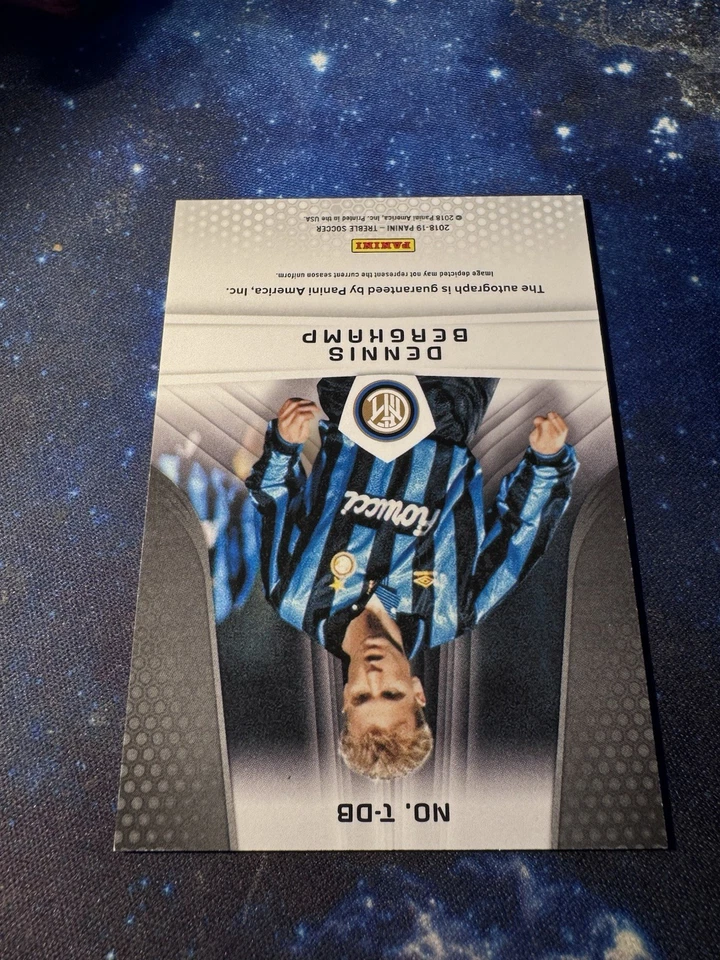 NO. T-DB
Fiorucci
DENNIS
BERGKAMP
The autograph is guaranteed by Panini America, Inc.
Image depicted may not represent the current season uniform.
PANINI
2018-19 PANINI – TREBLE SOCCER
© 2018 Panini America, Inc. Printed in the USA.